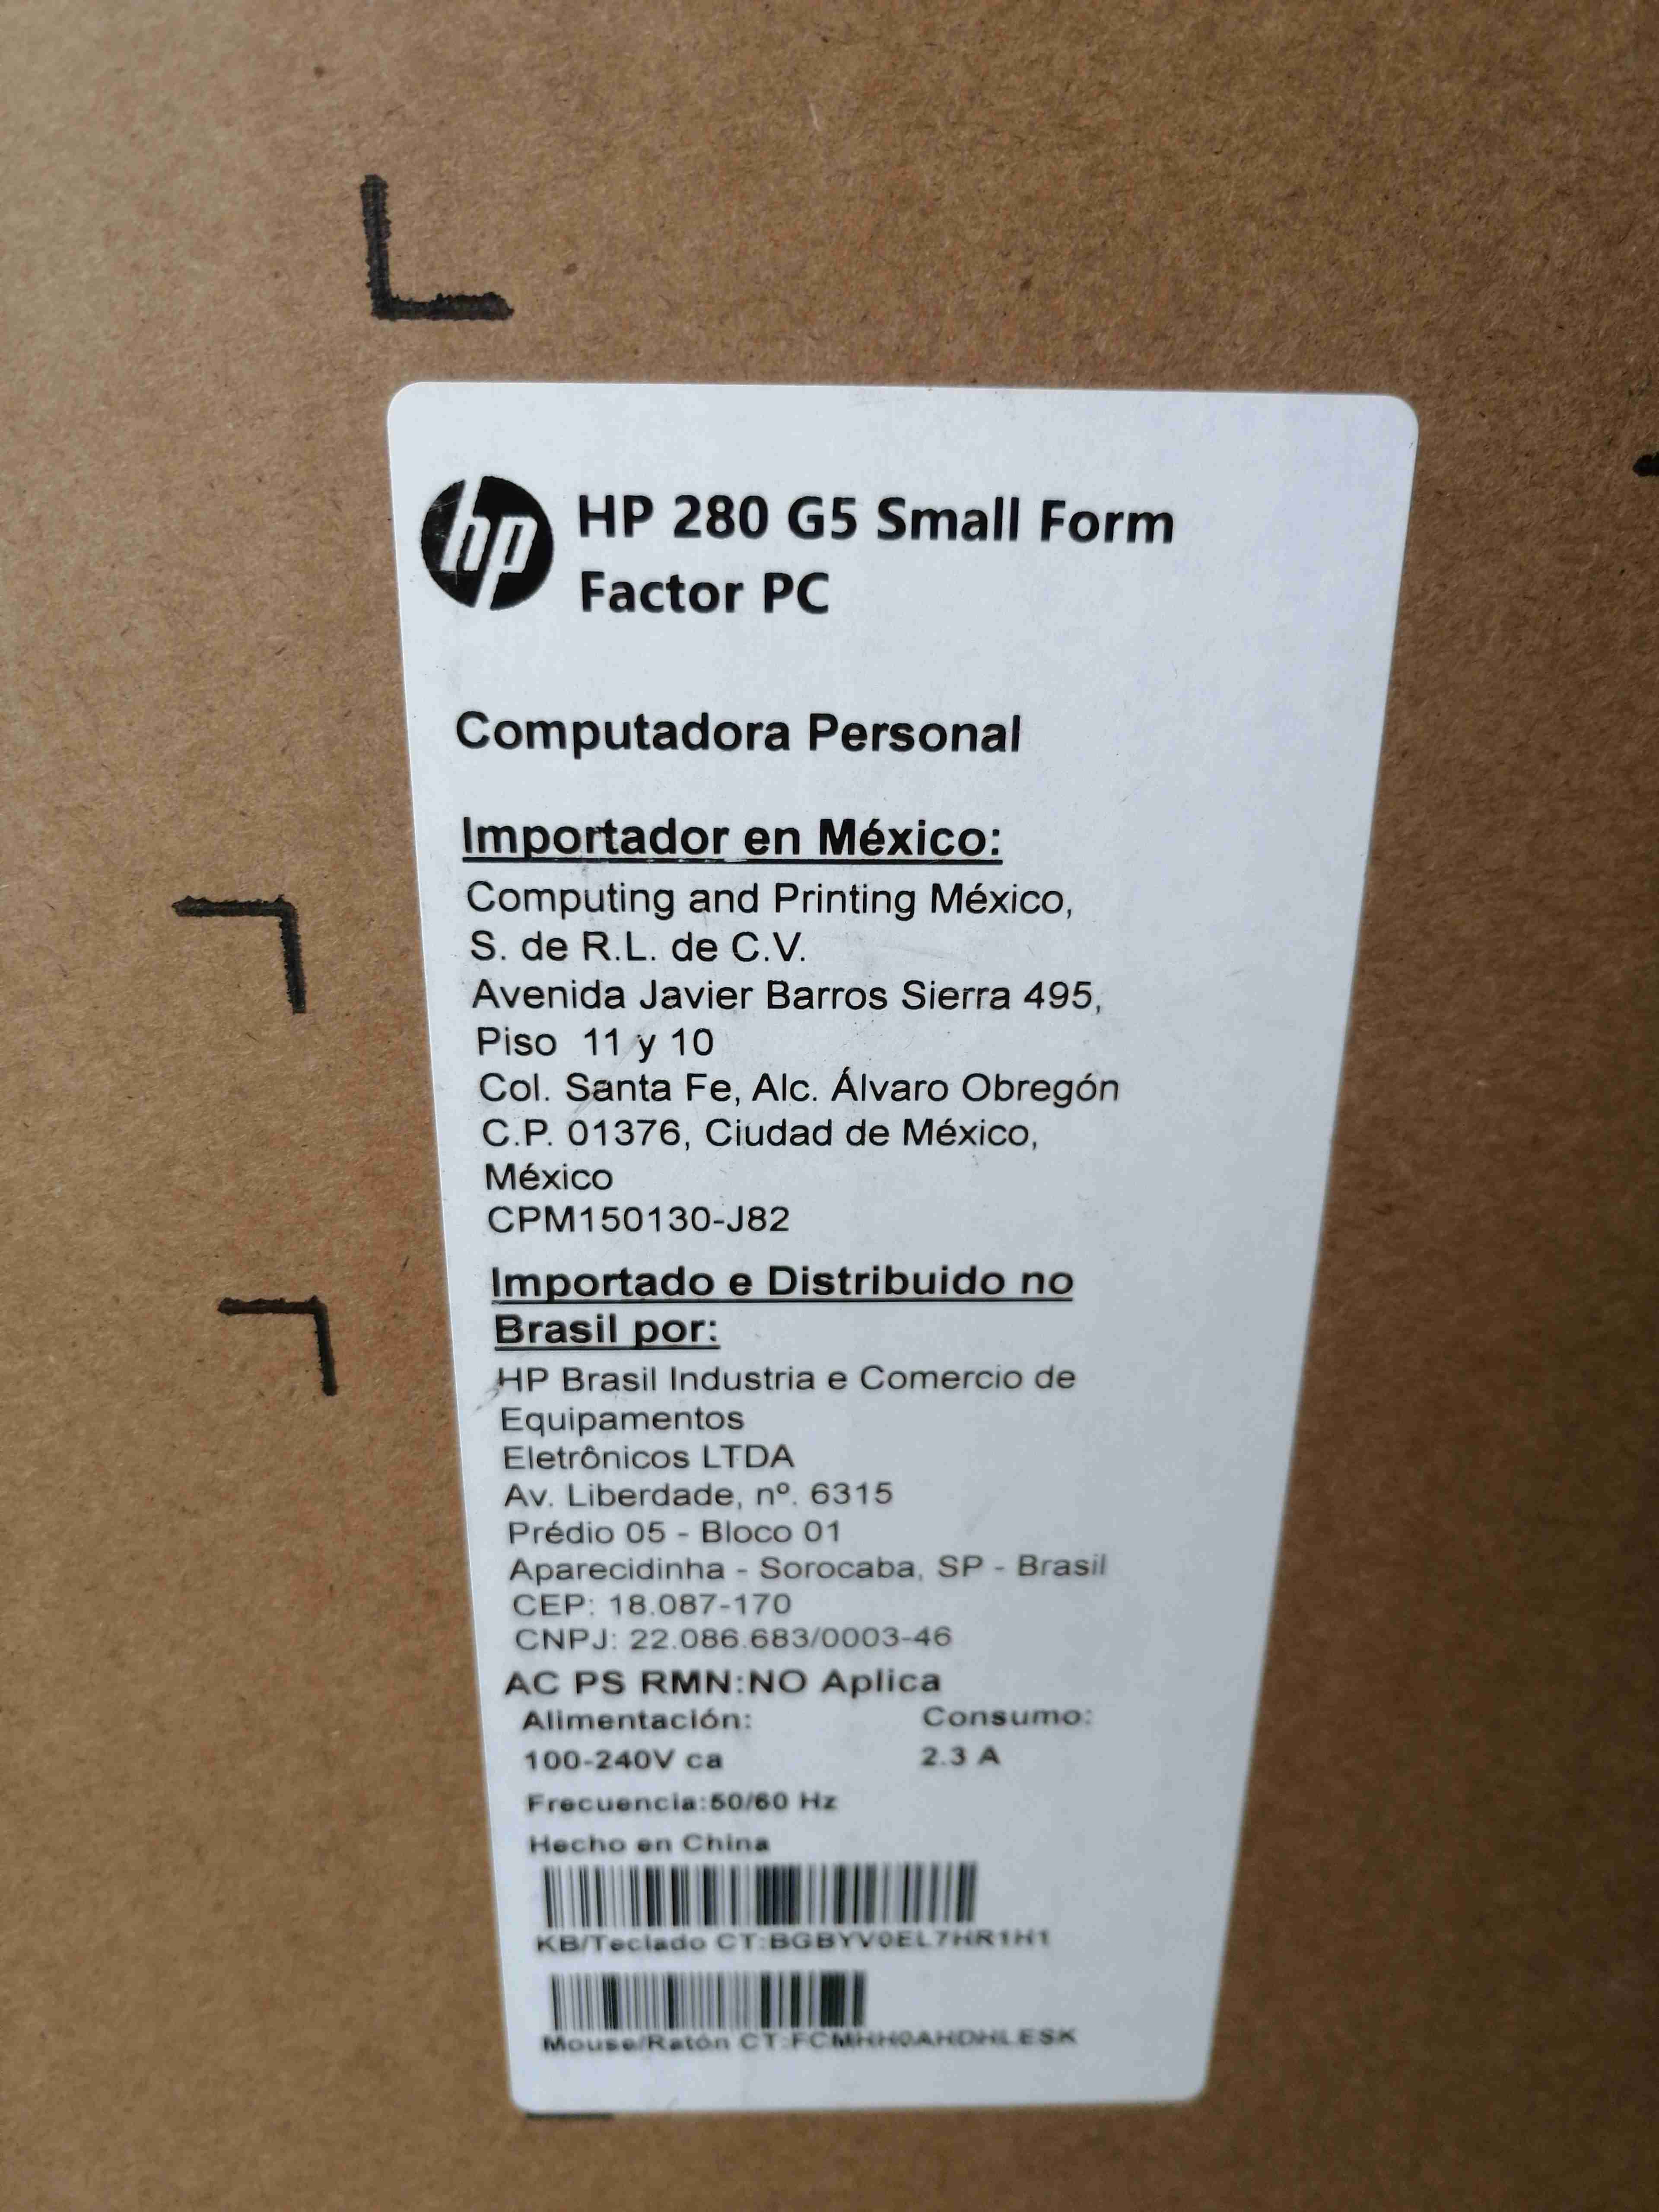 hp
HP 280 G5 Small Form
Factor PC
Computadora Personal
Importador en México:
Computing and Printing México,
S. de R.L. de C.V.
Avenida Javier Barros Sierra 495,
Piso 11 y 10
Col. Santa Fe, Alc. Álvaro Obregón
C.P. 01376, Ciudad de México,
México
CPM150130-J82
Importado e Distribuido no
Brasil por:
HP Brasil Industria e Comercio de
Equipamentos
Eletrônicos LTDA
Av. Liberdade, nº. 6315
Prédio 05 - Bloco 01
Aparecidinha - Sorocaba, SP - Brasil
CEP: 18.087-170
CNPJ: 22.086.683/0003-46
AC PS RMN:NO Aplica
Alimentación: Consumo:
100-240V ca 2.3 A
Frecuencia:50/60 Hz
Hecho en China
KB/Teclado CT:BGBYV0EL7HR1H1
Mouse/Ratón CT: